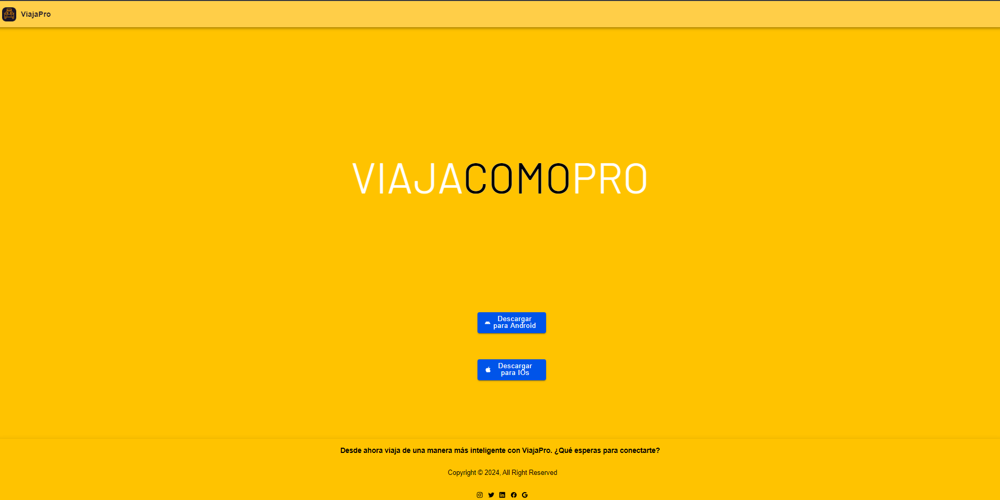 ViajaPro
VIAJACOMOPRO
Descargar
para Android
Descargar
para IOs
Desde ahora viaja de una manera más inteligente con ViajaPro. ¿Qué esperas para conectarte?
Copyright © 2024, All Right Reserved